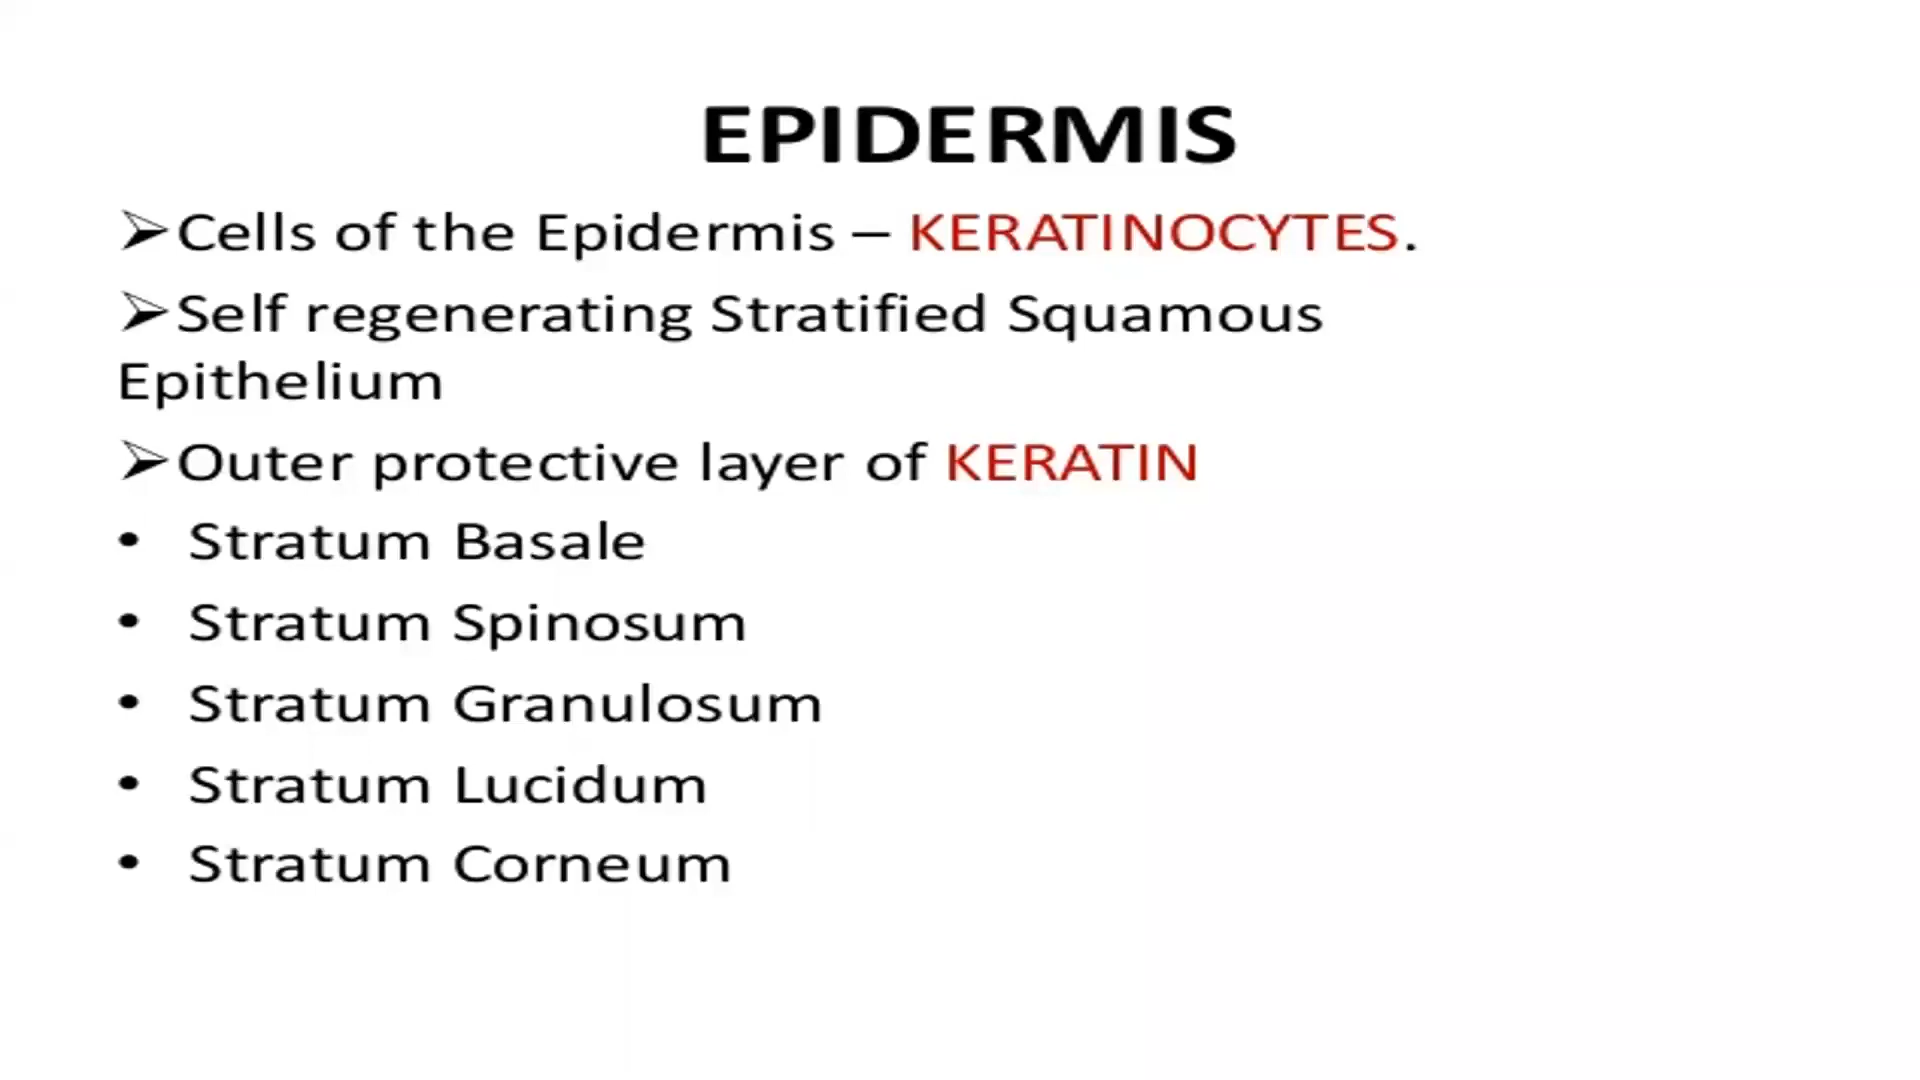 EPIDERMIS
➢Cells of the Epidermis – KERATINOCYTES.
➢Self regenerating Stratified Squamous
Epithelium
➢Outer protective layer of KERATIN
• Stratum Basale
• Stratum Spinosum
• Stratum Granulosum
• Stratum Lucidum
• Stratum Corneum